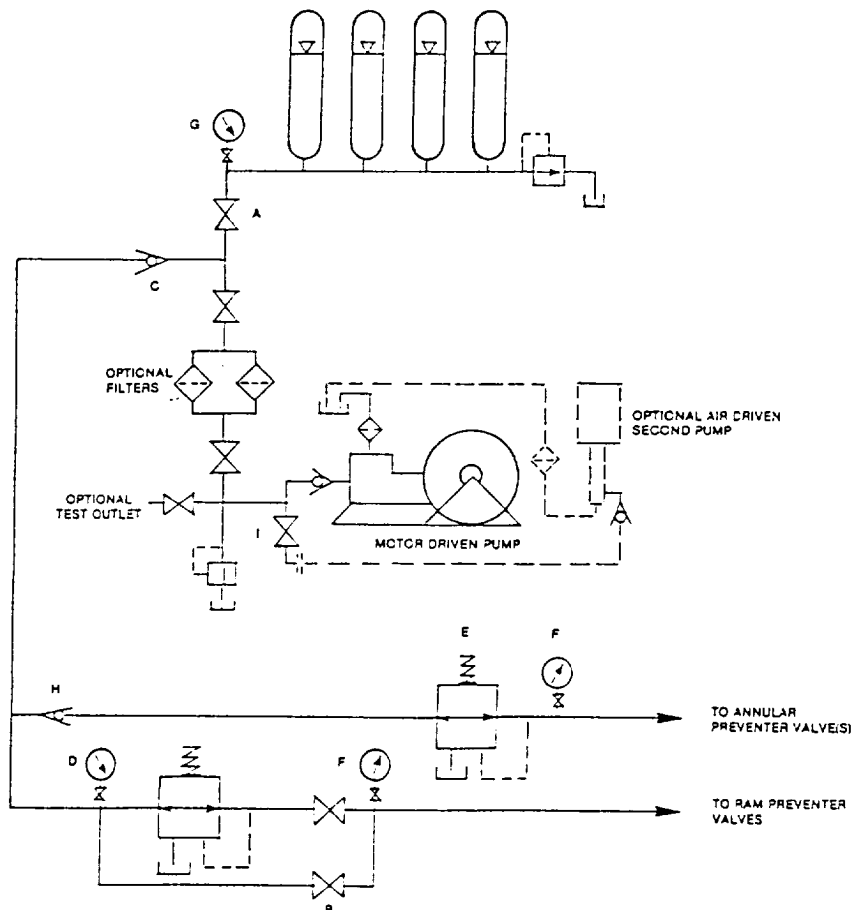 G
A
C
OPTIONAL
FILTERS
OPTIONAL AIR DRIVEN
SECOND PUMP
OPTIONAL
TEST OUTLET
I
MOTOR DRIVEN PUMP
E
F
H
TO ANNULAR
PREVENTER VALVE(S)
D
F
TO RAM PREVENTER
VALVES
B